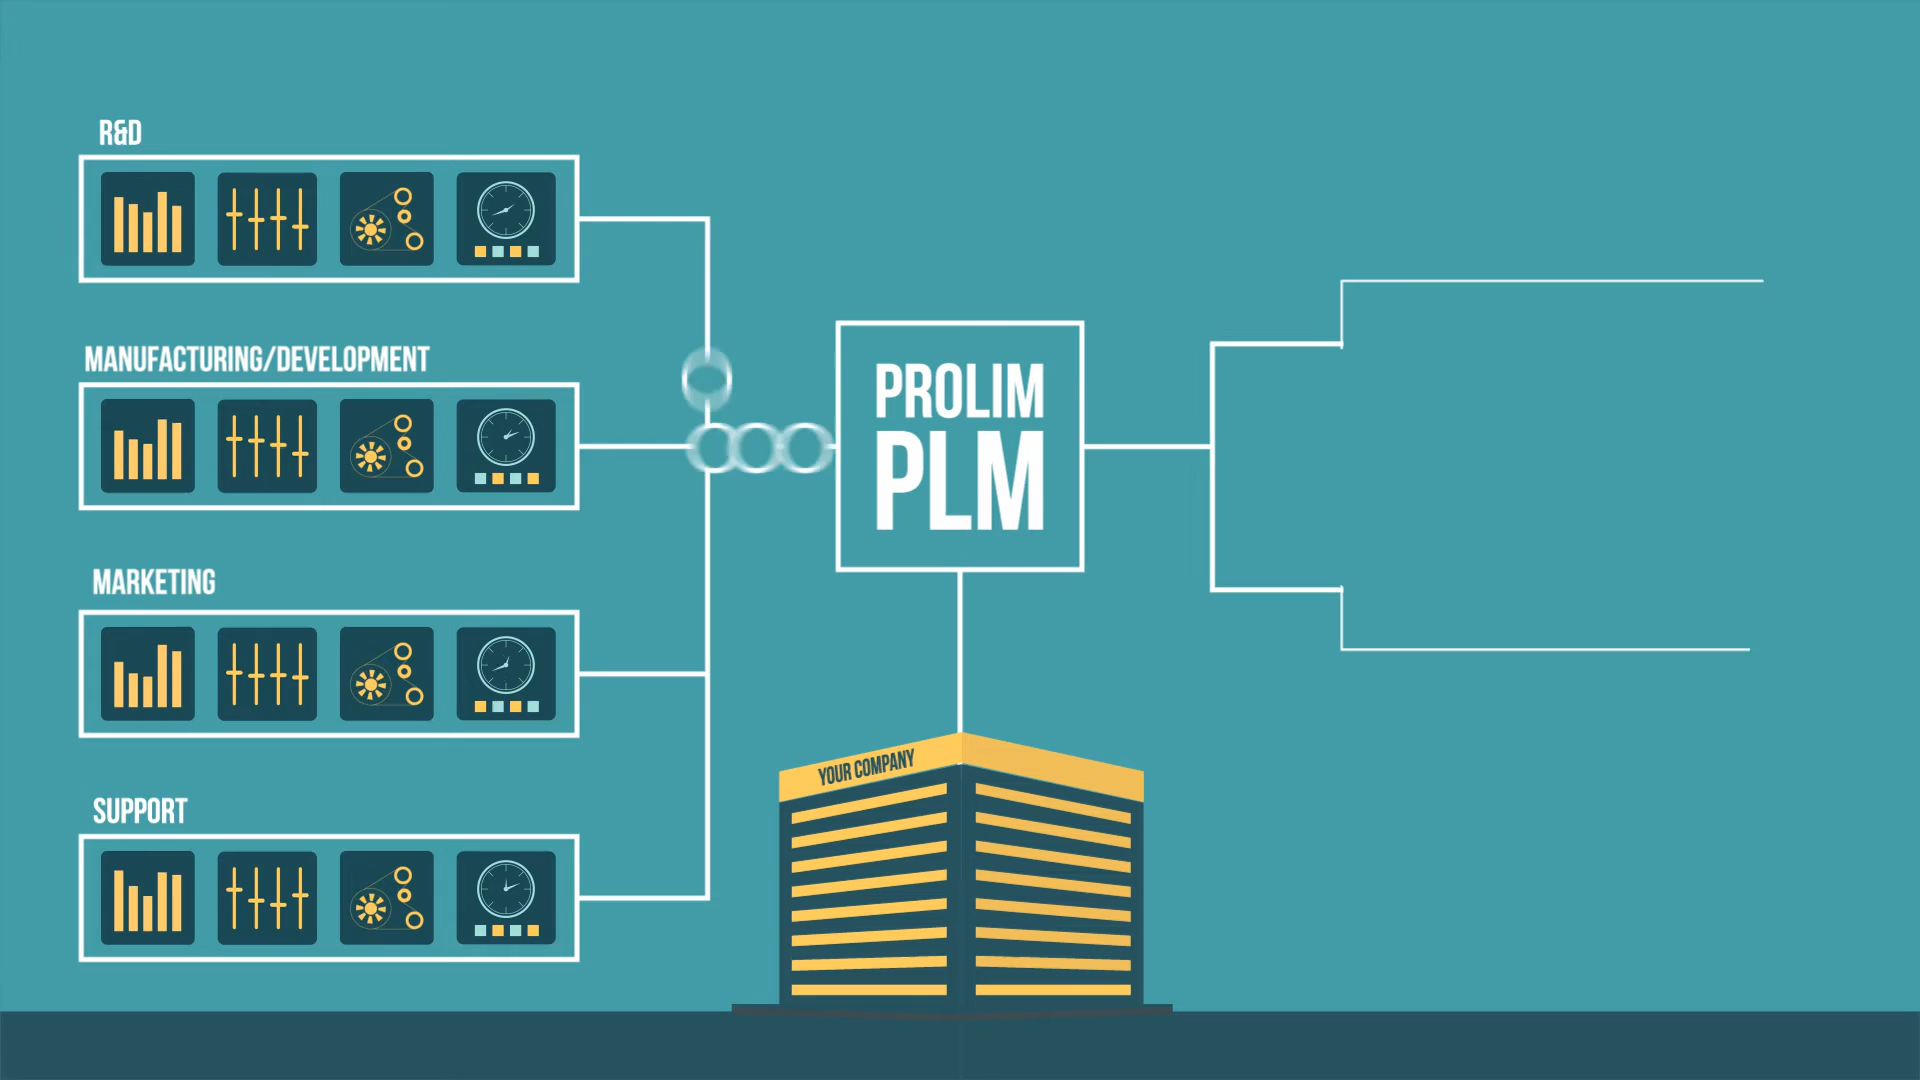 R&D
MANUFACTURING/DEVELOPMENT
MARKETING
SUPPORT
PROLIM
PLM
YOUR COMPANY